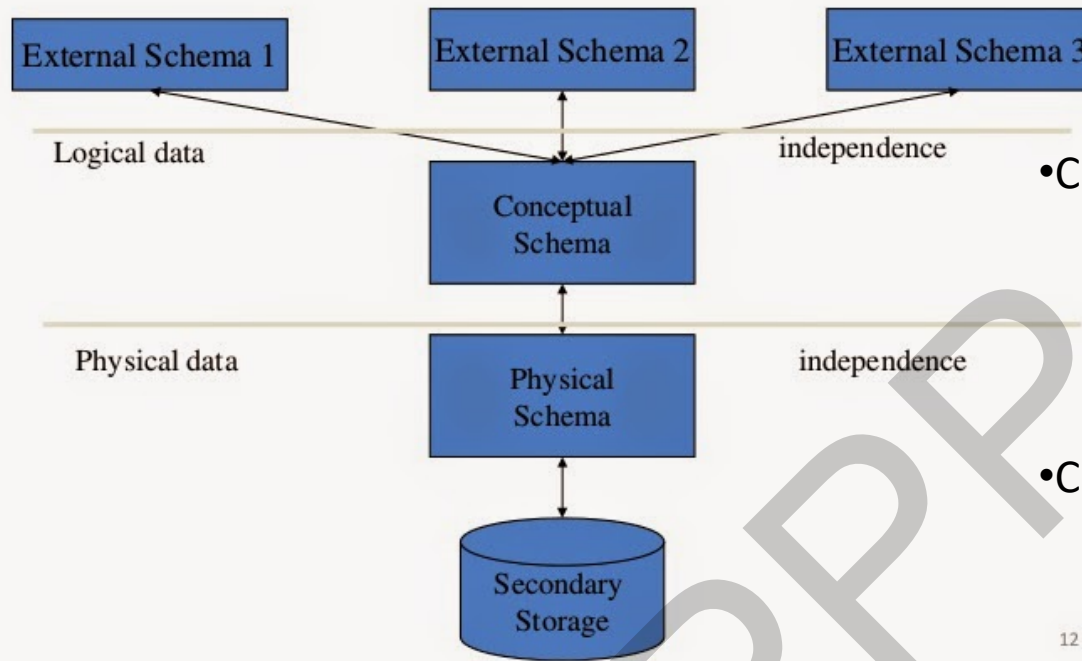 External Schema 1
External Schema 2
External Schema 3
Logical data
independence
•C
Conceptual
Schema
Physical data
independence
Physical
Schema
•C
Secondary
Storage
12
PP